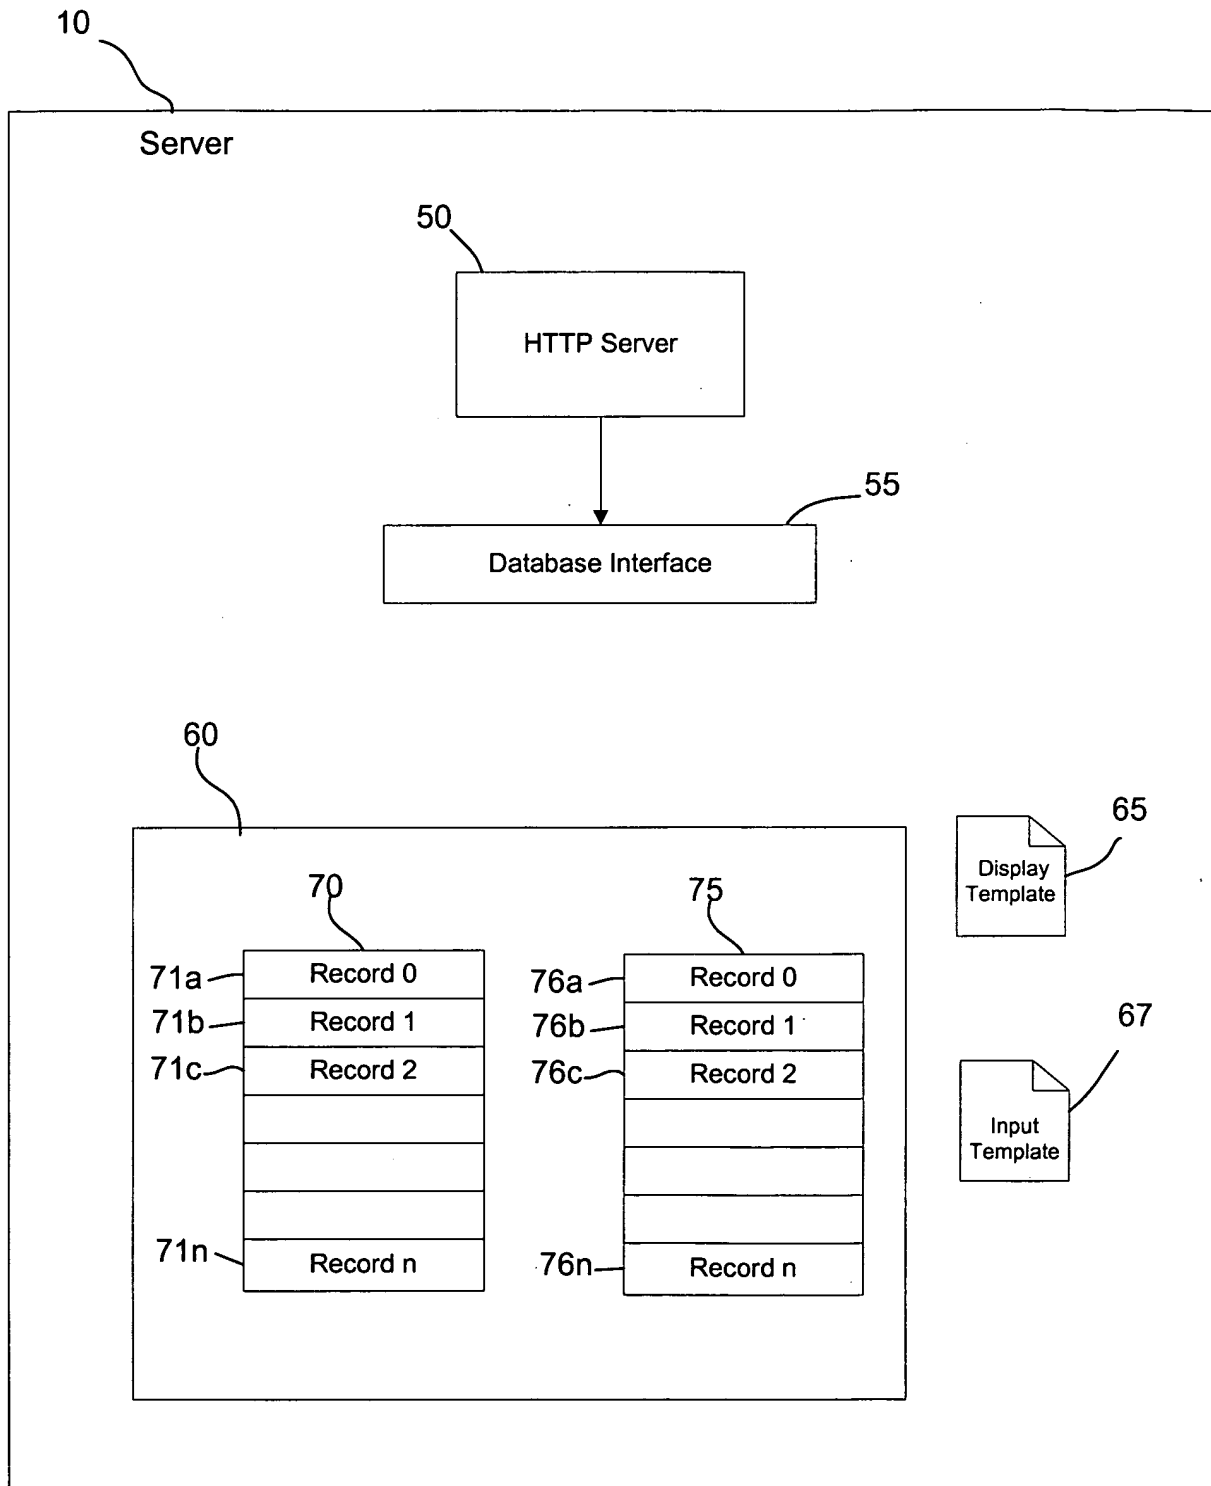 10
Server
50
HTTP Server
55
Database Interface
60
65
Display
Template
70
75
71a
Record 0
76a
Record 0
71b
Record 1
76b
Record 1
67
71c
Record 2
76c
Record 2
Input
Template
71n
Record n
76n
Record n